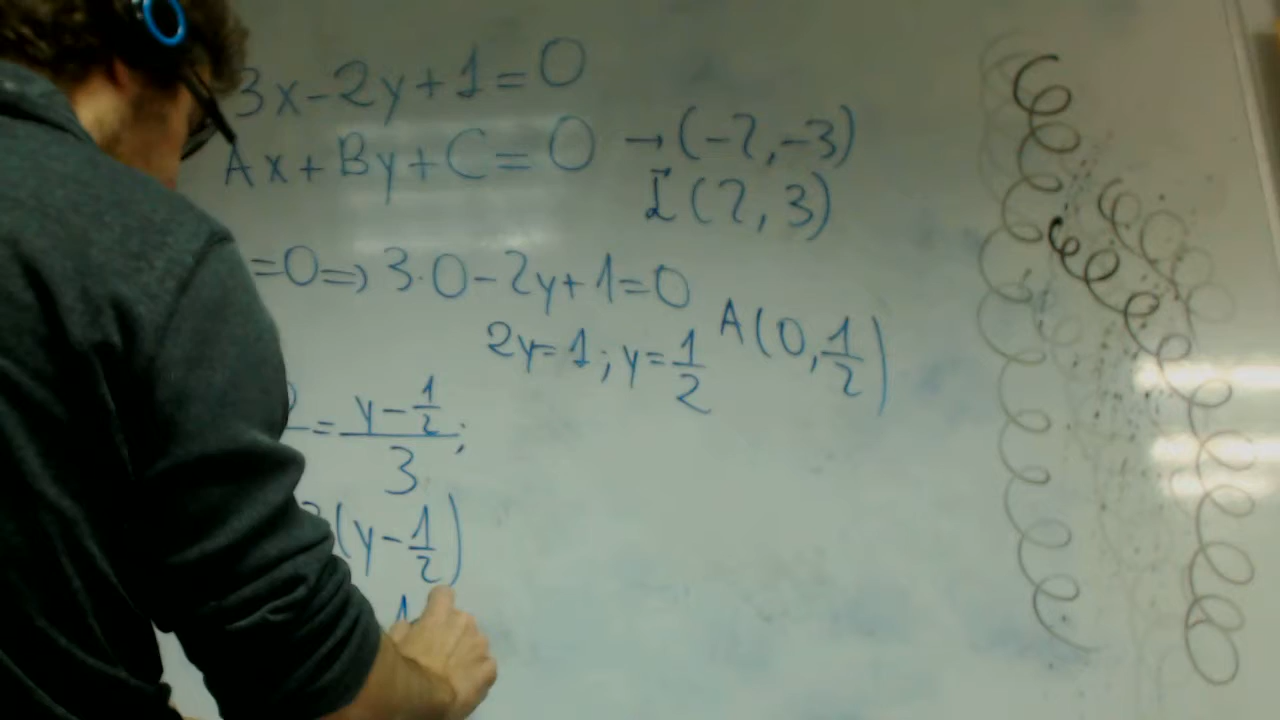 3x-2y+1=0
Ax+By+C=0 → (-2,-3)
L⃗(2,3)
=0⇒3·0-2y+1=0
2y=1; y=1/2 A(0,1/2)
= (y-1/2)/3;
(y-1/2)
1